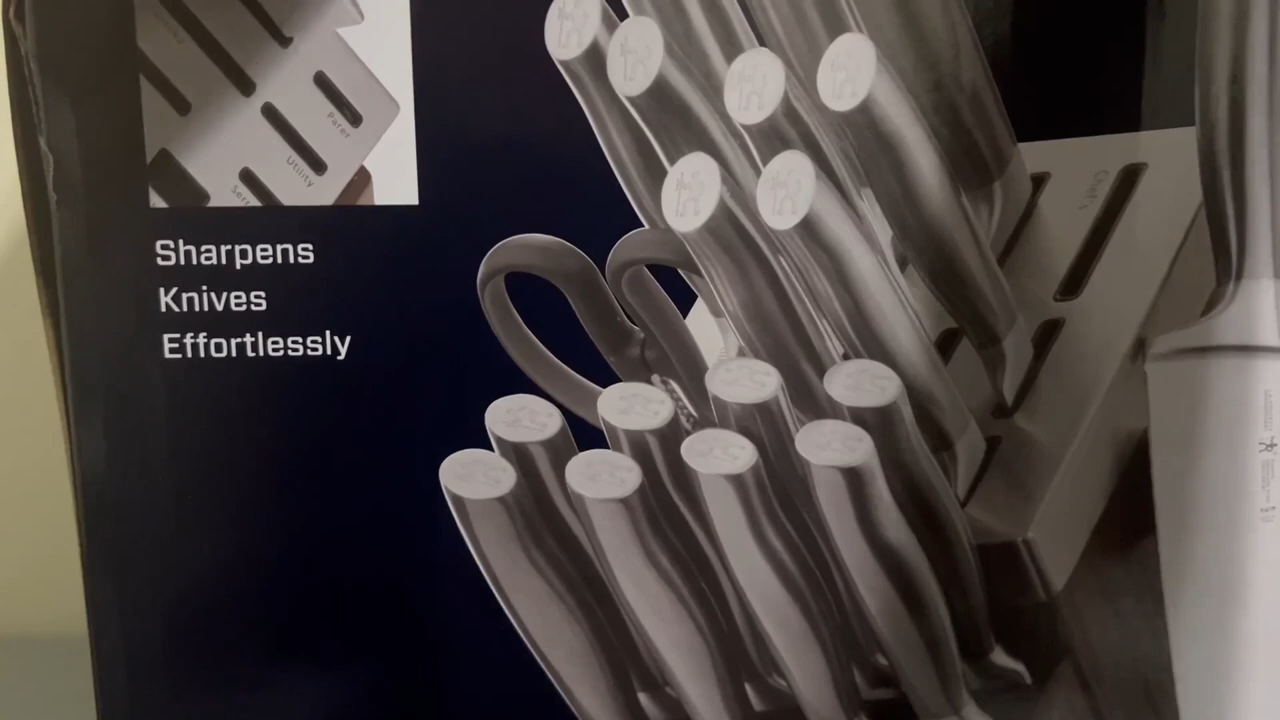 Parer
Utility
Chef's
Sharpens
Knives
Effortlessly